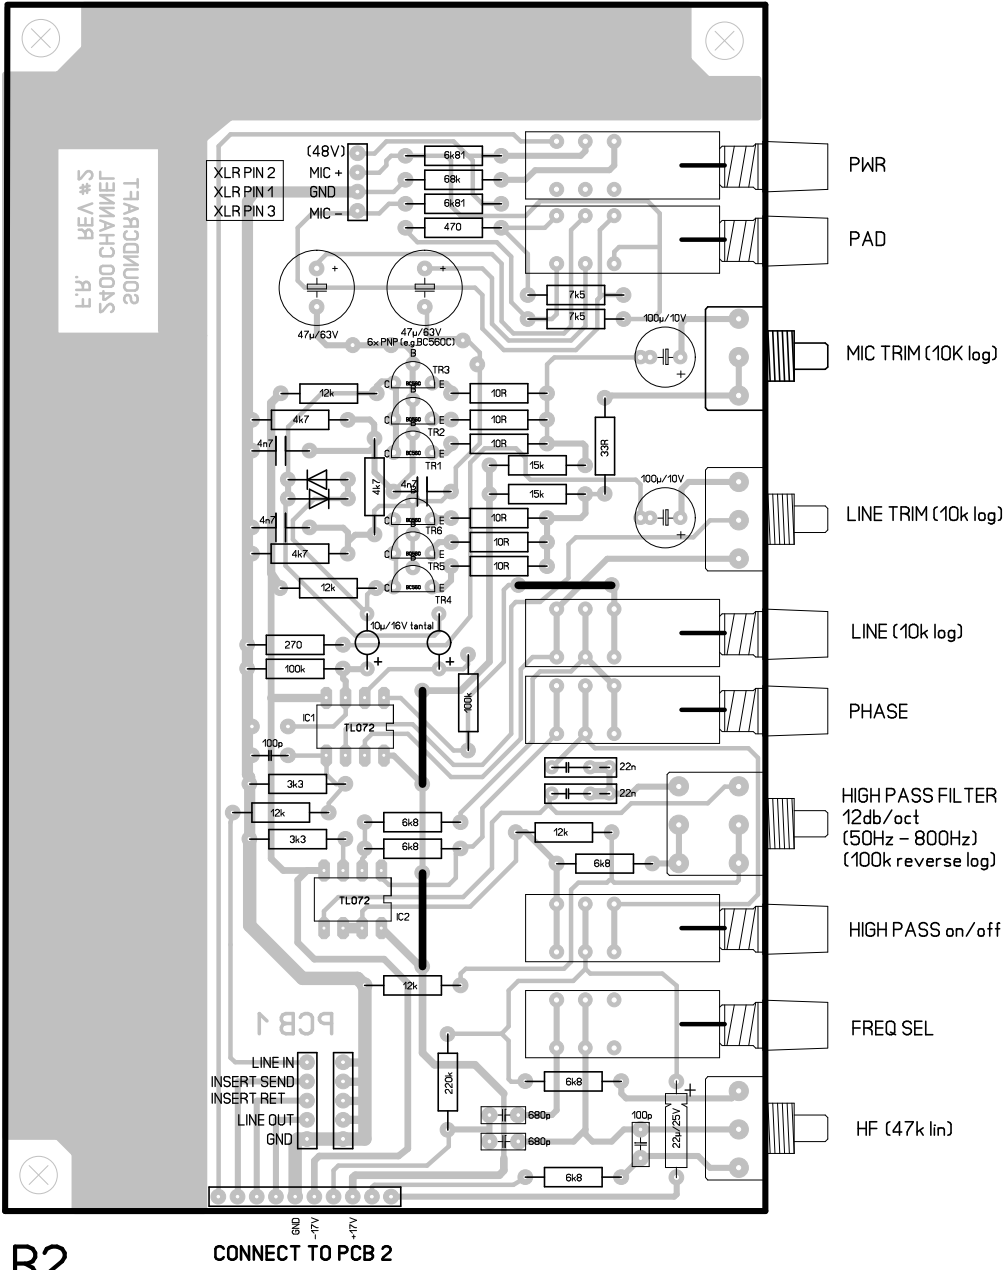 (48V)
XLR PIN 2
MIC +
XLR PIN 1
GND
XLR PIN 3
MIC -
6k81
68k
6k81
470
PWR
PAD
F.R. REV #2
2400 CHANNEL
SOUNDCRAFT
7k5
7k5
47µ/63V
47µ/63V
6x PNP (e.g.BC560C)
100µ/10V
MIC TRIM (10K log)
B
TR3
C
BC560
E
12k
10R
B
4k7
C
BC560
E
10R
TR2
B
4n7
C
BC560
E
10R
33R
TR1
15k
4k7
4n7
15k
100µ/10V
B
4n7
C
BC560
E
10R
LINE TRIM (10k log)
TR6
B
4k7
C
BC560
E
10R
TR5
B
10R
12k
C
BC560
E
TR4
10µ/16V tantal
LINE (10k log)
270
100k
100k
IC1
TL072
PHASE
100p
22n
3k3
22n
HIGH PASS FILTER
12db/oct
(50Hz – 800Hz)
(100k reverse log)
12k
6k8
12k
3k3
6k8
6k8
TL072
IC2
HIGH PASS on/off
12k
PCB 1
FREQ SEL
LINE IN
INSERT SEND
INSERT RET
LINE OUT
GND
220k
6k8
680p
100p
22µ/25V
680p
HF (47k lin)
6k8
GND
-17V
+17V
CONNECT TO PCB 2